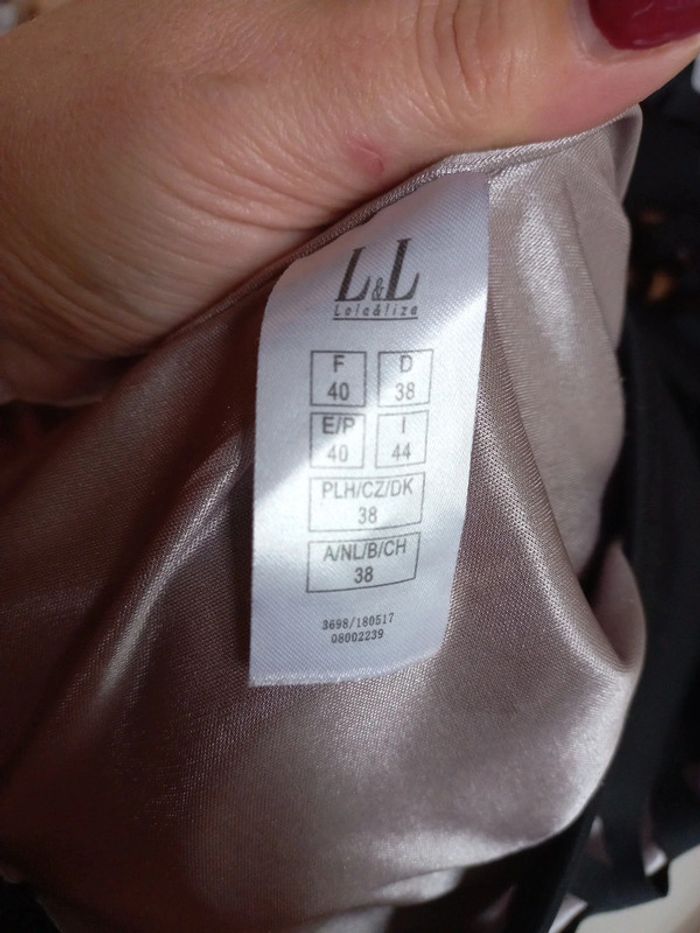 L&L
Lola&liza
F D
40 38
E/P I
40 44
PLH/CZ/DK
38
A/NL/B/CH
38
3698/180517
08002239